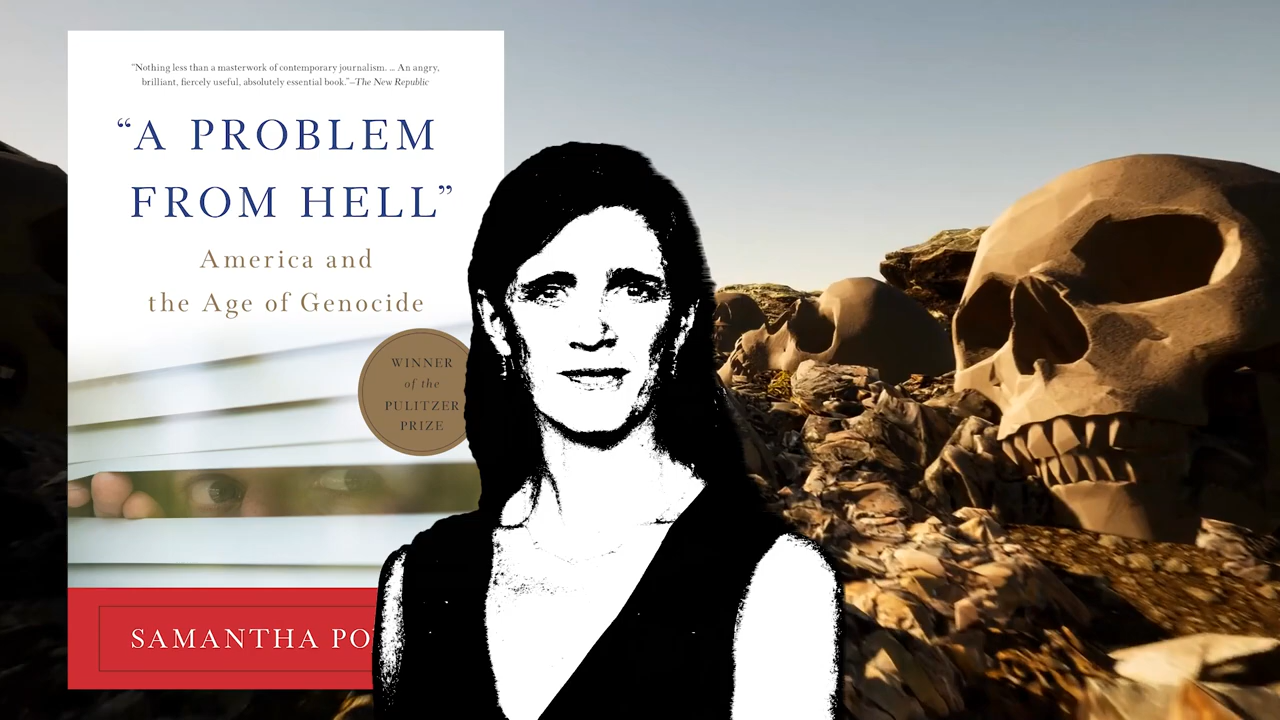 "Nothing less than a masterwork of contemporary journalism. ... An angry,
brilliant, fiercely useful, absolutely essential book."–The New Republic
“A PROBLEM
FROM HELL”
America and
the Age of Genocide
WINNER
of the
PULITZER
PRIZE
SAMANTHA